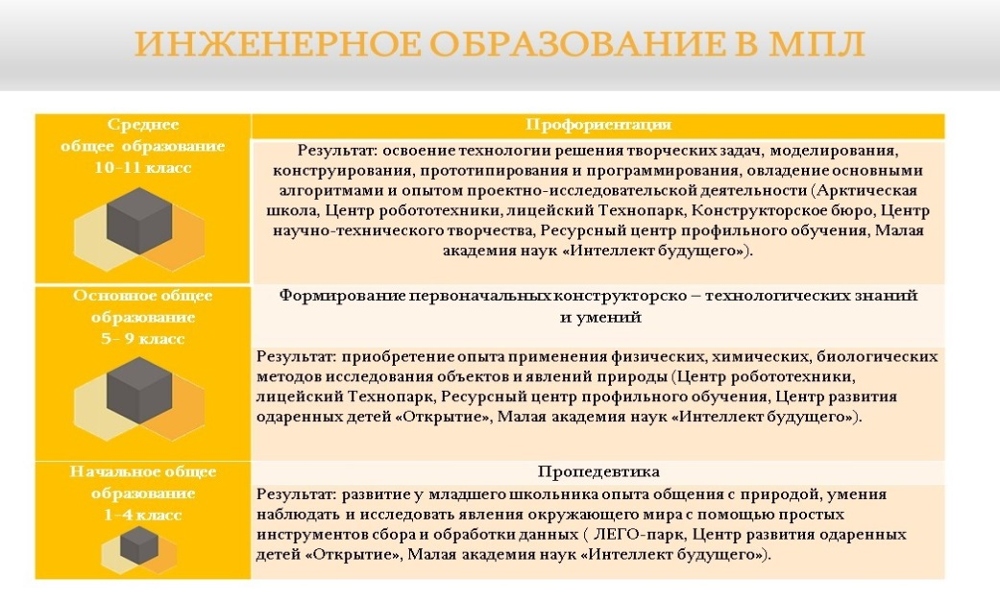 ИНЖЕНЕРНОЕ ОБРАЗОВАНИЕ В МПЛ
Среднее
общее образование
10-11 класс
Профориентация
Результат: освоение технологии решения творческих задач, моделирования,
конструирования, прототипирования и программирования, овладение основными
алгоритмами и опытом проектно-исследовательской деятельности (Арктическая
школа, Центр робототехники, лицейский Технопарк, Конструкторское бюро, Центр
научно-технического творчества, Ресурсный центр профильного обучения, Малая
академия наук «Интеллект будущего»).
Основное общее
образование
5– 9 класс
Формирование первоначальных конструкторско – технологических знаний
и умений
Результат: приобретение опыта применения физических, химических, биологических
методов исследования объектов и явлений природы (Центр робототехники,
лицейский Технопарк, Ресурсный центр профильного обучения, Центр развития
одаренных детей «Открытие», Малая академия наук «Интеллект будущего»).
Начальное общее
образование
1-4 класс
Пропедевтика
Результат: развитие у младшего школьника опыта общения с природой, умения
наблюдать и исследовать явления окружающего мира с помощью простых
инструментов сбора и обработки данных ( ЛЕГО-парк, Центр развития одаренных
детей «Открытие», Малая академия наук «Интеллект будущего»).